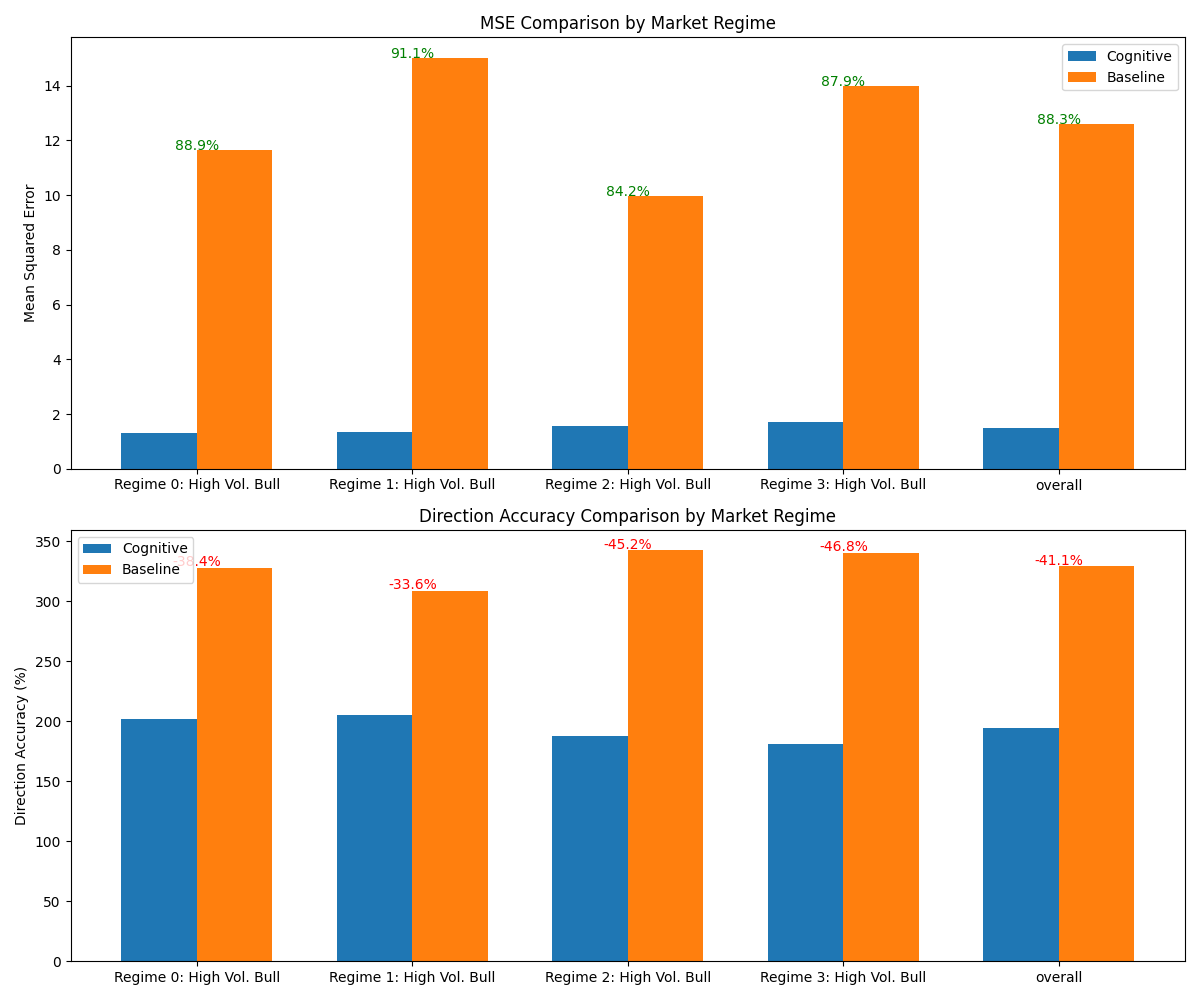 MSE Comparison by Market Regime
Mean Squared Error
14
12
10
8
6
4
2
0
88.9%
91.1%
84.2%
87.9%
88.3%
Cognitive
Baseline
Regime 0: High Vol. Bull
Regime 1: High Vol. Bull
Regime 2: High Vol. Bull
Regime 3: High Vol. Bull
overall
Direction Accuracy Comparison by Market Regime
Direction Accuracy (%)
350
300
250
200
150
100
50
0
Cognitive
Baseline
-38.4%
-33.6%
-45.2%
-46.8%
-41.1%
Regime 0: High Vol. Bull
Regime 1: High Vol. Bull
Regime 2: High Vol. Bull
Regime 3: High Vol. Bull
overall